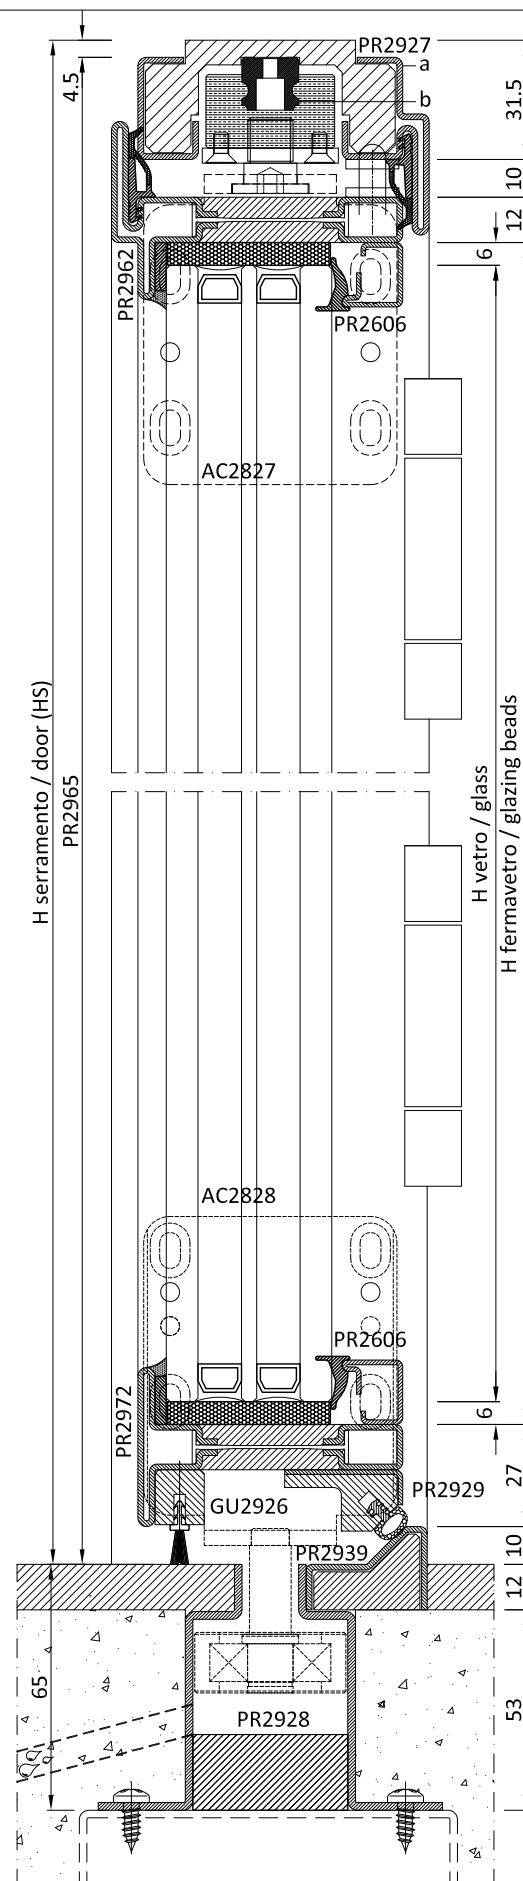 PR2927
a
b
4.5
31.5
10
12
6
PR2962
PR2606
AC2827
H serramento / door (HS)
PR2965
H vetro / glass
H fermavetro / glazing beads
AC2828
PR2606
PR2972
6
27
PR2929
GU2926
PR2939
10
12
65
PR2928
53